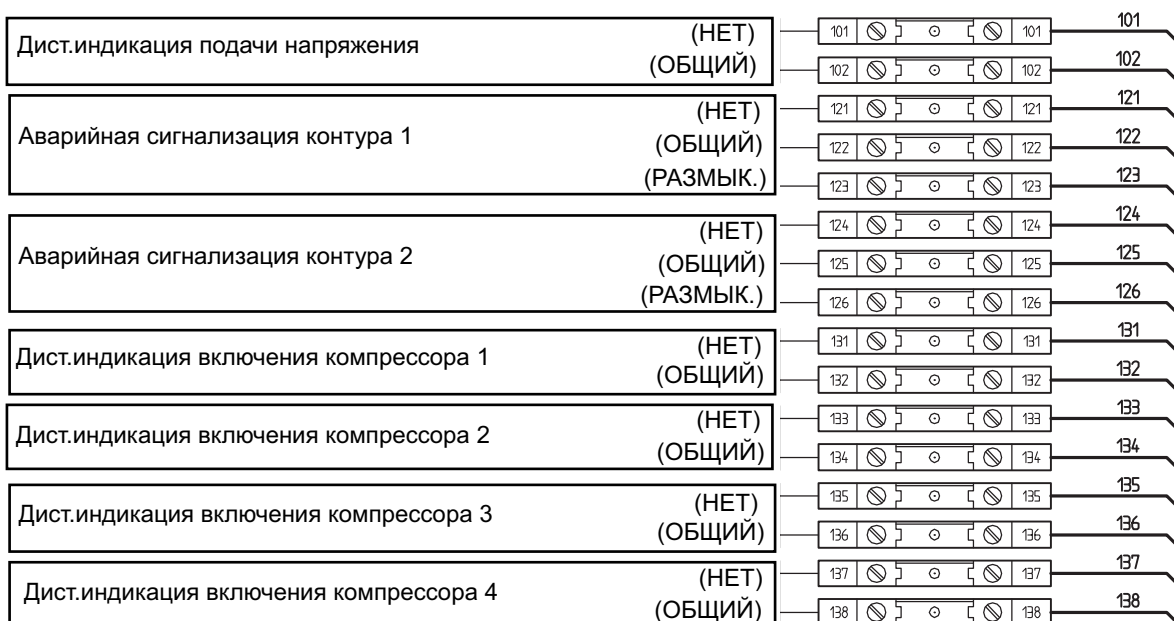 Дист.индикация подачи напряжения (НЕТ) 101 101 101
(ОБЩИЙ) 102 102 102
Аварийная сигнализация контура 1 (НЕТ) 121 121 121
(ОБЩИЙ) 122 122 122
(РАЗМЫК.) 123 123 123
Аварийная сигнализация контура 2 (НЕТ) 124 124 124
(ОБЩИЙ) 125 125 125
(РАЗМЫК.) 126 126 126
Дист.индикация включения компрессора 1 (НЕТ) 131 131 131
(ОБЩИЙ) 132 132 132
Дист.индикация включения компрессора 2 (НЕТ) 133 133 133
(ОБЩИЙ) 134 134 134
Дист.индикация включения компрессора 3 (НЕТ) 135 135 135
(ОБЩИЙ) 136 136 136
Дист.индикация включения компрессора 4 (НЕТ) 137 137 137
(ОБЩИЙ) 138 138 138